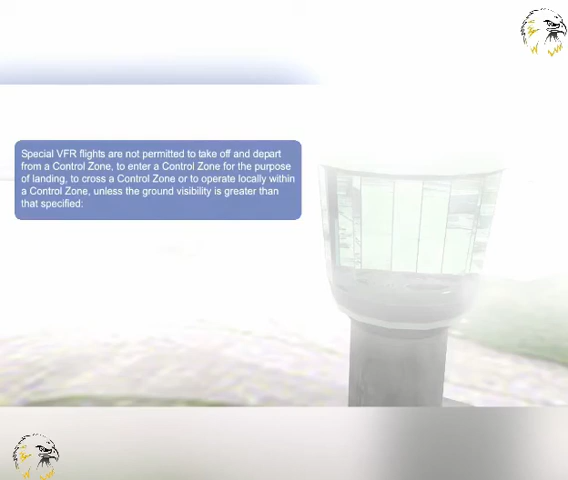 Special VFR flights are not permitted to take off and depart
from a Control Zone, to enter a Control Zone for the purpose
of landing, to cross a Control Zone or to operate locally within
a Control Zone, unless the ground visibility is greater than
that specified: